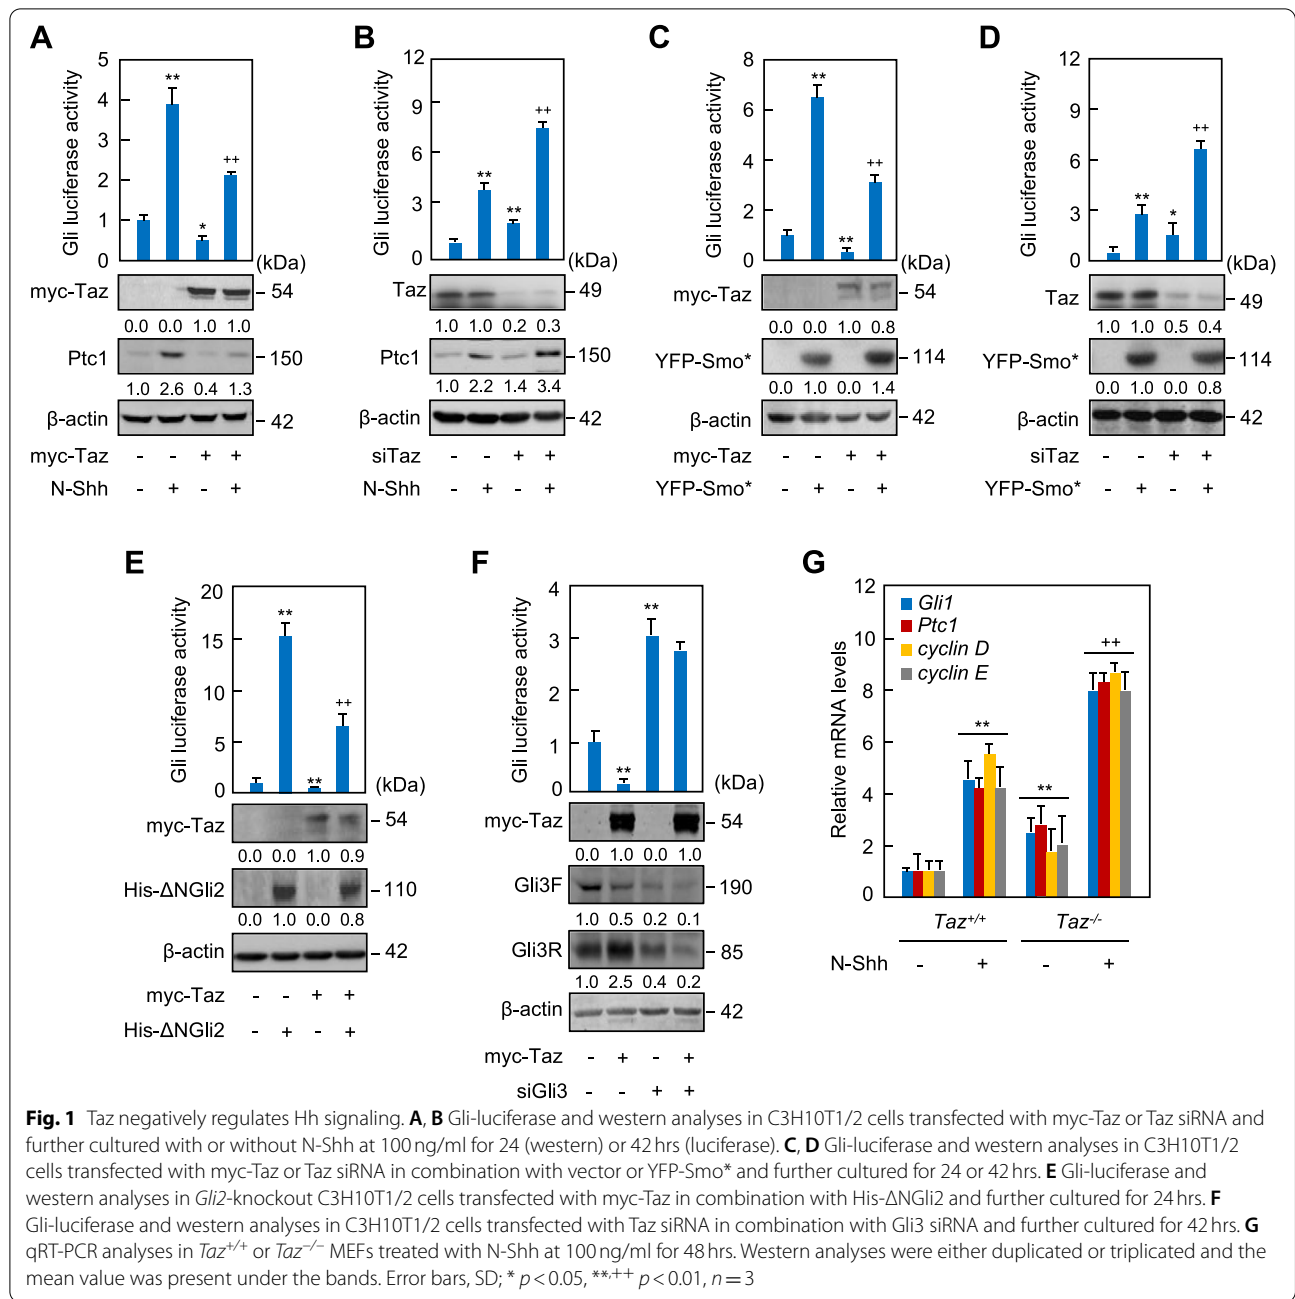 A
Gli luciferase activity
5
4
3
2
1
0
**
*
++
(kDa)
myc-Taz
54
0.0 0.0 1.0 1.0
Ptc1
150
1.0 2.6 0.4 1.3
β-actin
42
myc-Taz - - + +
N-Shh - + - +
B
Gli luciferase activity
12
9
6
3
0
**
**
++
(kDa)
Taz
49
1.0 1.0 0.2 0.3
Ptc1
150
1.0 2.2 1.4 3.4
β-actin
42
siTaz - - + +
N-Shh - + - +
C
Gli luciferase activity
8
6
4
2
0
**
**
++
(kDa)
myc-Taz
54
0.0 0.0 1.0 0.8
YFP-Smo*
114
0.0 1.0 0.0 1.4
β-actin
42
myc-Taz - - + +
YFP-Smo* - + - +
D
Gli luciferase activity
12
9
6
3
0
**
*
++
(kDa)
Taz
49
1.0 1.0 0.5 0.4
YFP-Smo*
114
0.0 1.0 0.0 0.8
β-actin
42
siTaz - - + +
YFP-Smo* - + - +
E
Gli luciferase activity
20
15
10
5
0
**
**
++
(kDa)
myc-Taz
54
0.0 0.0 1.0 0.9
His-ΔNGli2
110
0.0 1.0 0.0 0.8
β-actin
42
myc-Taz - - + +
His-ΔNGli2 - + - +
F
Gli luciferase activity
4
3
2
1
0
**
**
(kDa)
myc-Taz
54
0.0 1.0 0.0 1.0
Gli3F
190
1.0 0.5 0.2 0.1
Gli3R
85
1.0 2.5 0.4 0.2
β-actin
42
myc-Taz - + - +
siGli3 - - + +
G
Relative mRNA levels
12
10
8
6
4
2
0
Gli1
Ptc1
cyclin D
cyclin E
**
**
++
Taz+/+ Taz-/-
N-Shh - + - +
Fig. 1 Taz negatively regulates Hh signaling. A, B Gli-luciferase and western analyses in C3H10T1/2 cells transfected with myc-Taz or Taz siRNA and
further cultured with or without N-Shh at 100 ng/ml for 24 (western) or 42 hrs (luciferase). C, D Gli-luciferase and western analyses in C3H10T1/2
cells transfected with myc-Taz or Taz siRNA in combination with vector or YFP-Smo* and further cultured for 24 or 42 hrs. E Gli-luciferase and
western analyses in Gli2-knockout C3H10T1/2 cells transfected with myc-Taz in combination with His-ΔNGli2 and further cultured for 24 hrs. F
Gli-luciferase and western analyses in C3H10T1/2 cells transfected with Taz siRNA in combination with Gli3 siRNA and further cultured for 42 hrs. G
qRT-PCR analyses in Taz+/+ or Taz−/− MEFs treated with N-Shh at 100 ng/ml for 48 hrs. Western analyses were either duplicated or triplicated and the
mean value was present under the bands. Error bars, SD; * p < 0.05, **,++ p < 0.01, n = 3